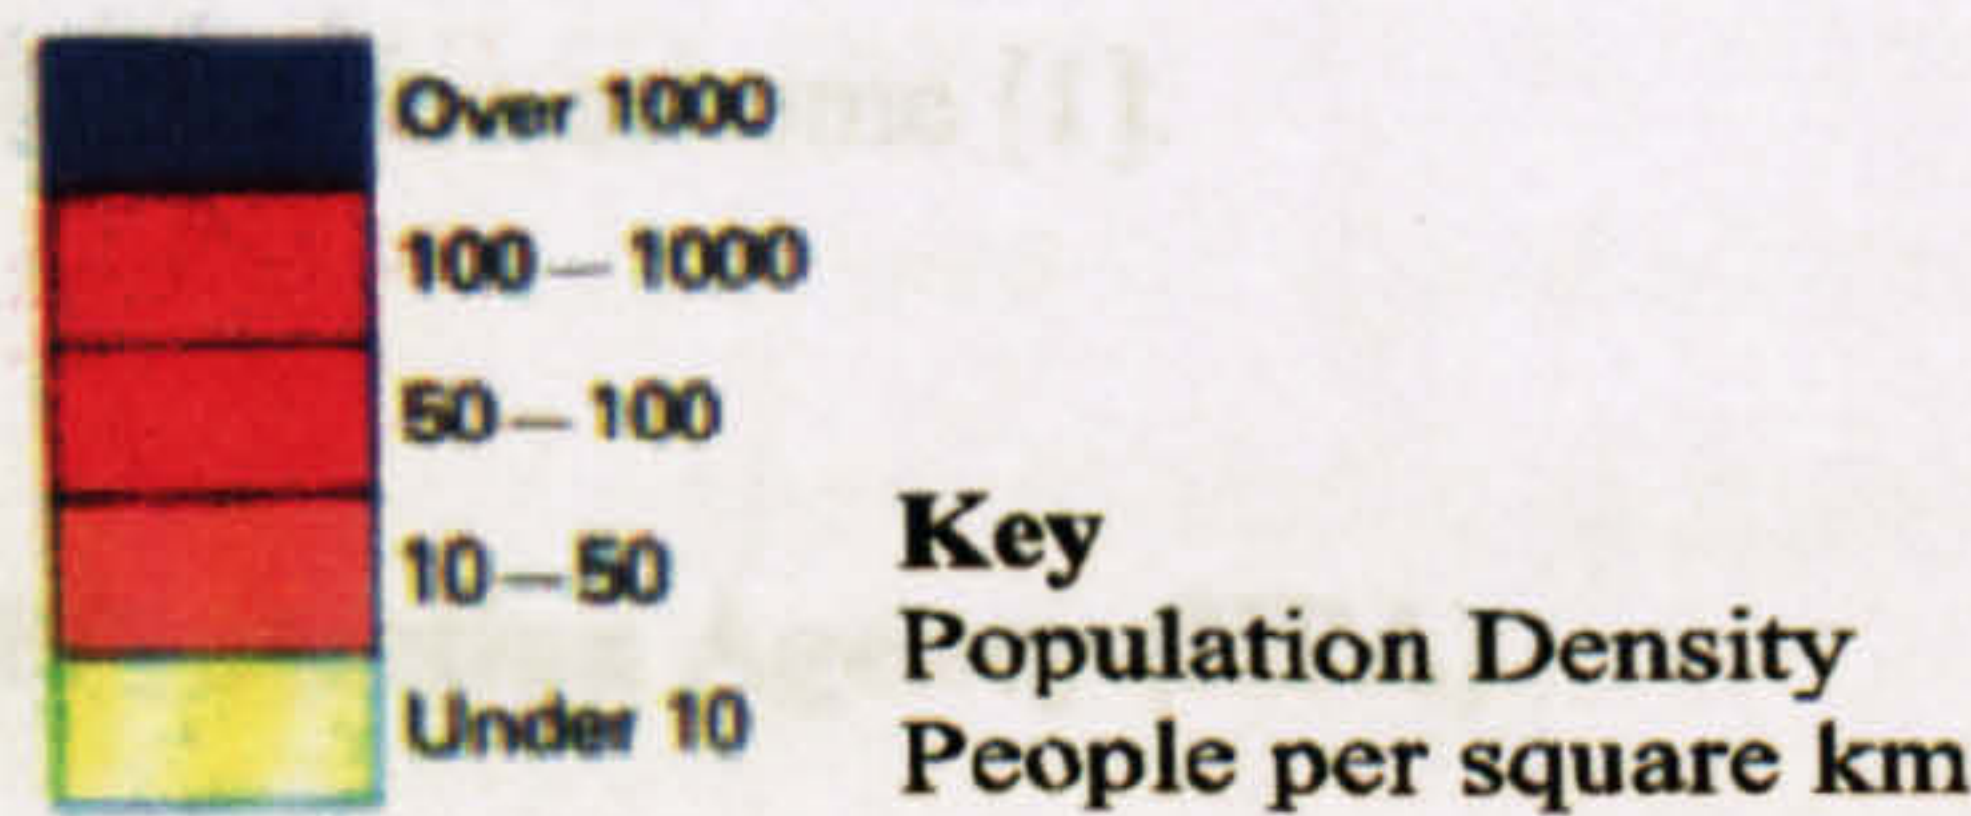 Over 1000
100 – 1000
50 – 100
10 – 50
Under 10
Key
Population Density
People per square km